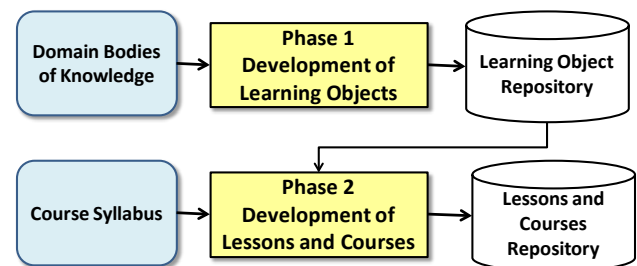 Domain Bodies
of Knowledge
Phase 1
Development of
Learning Objects
Learning Object
Repository
Course Syllabus
Phase 2
Development of
Lessons and Courses
Lessons and
Courses
Repository